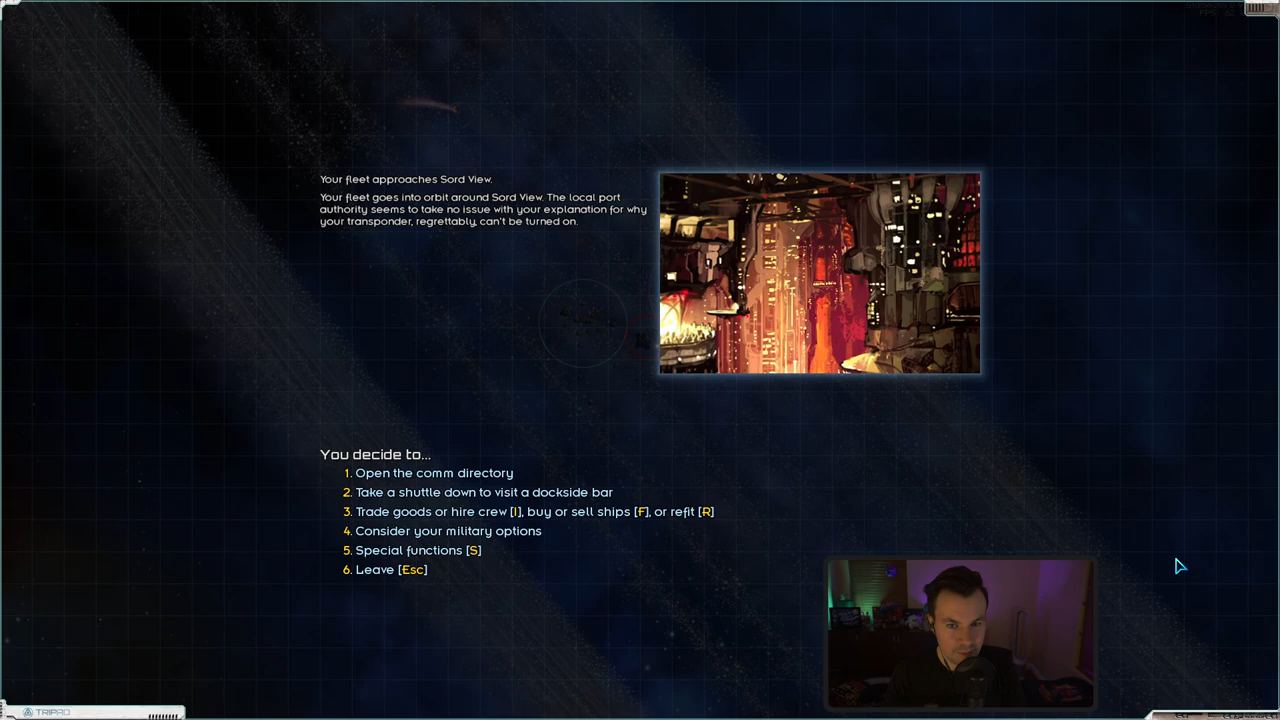 Your fleet approaches Sord View.
Your fleet goes into orbit around Sord View. The local port
authority seems to take no issue with your explanation for why
your transponder, regrettably, can't be turned on.
You decide to...
1. Open the comm directory
2. Take a shuttle down to visit a dockside bar
3. Trade goods or hire crew [I], buy or sell ships [F], or refit [R]
4. Consider your military options
5. Special functions [S]
6. Leave [Esc]
TRIPAD